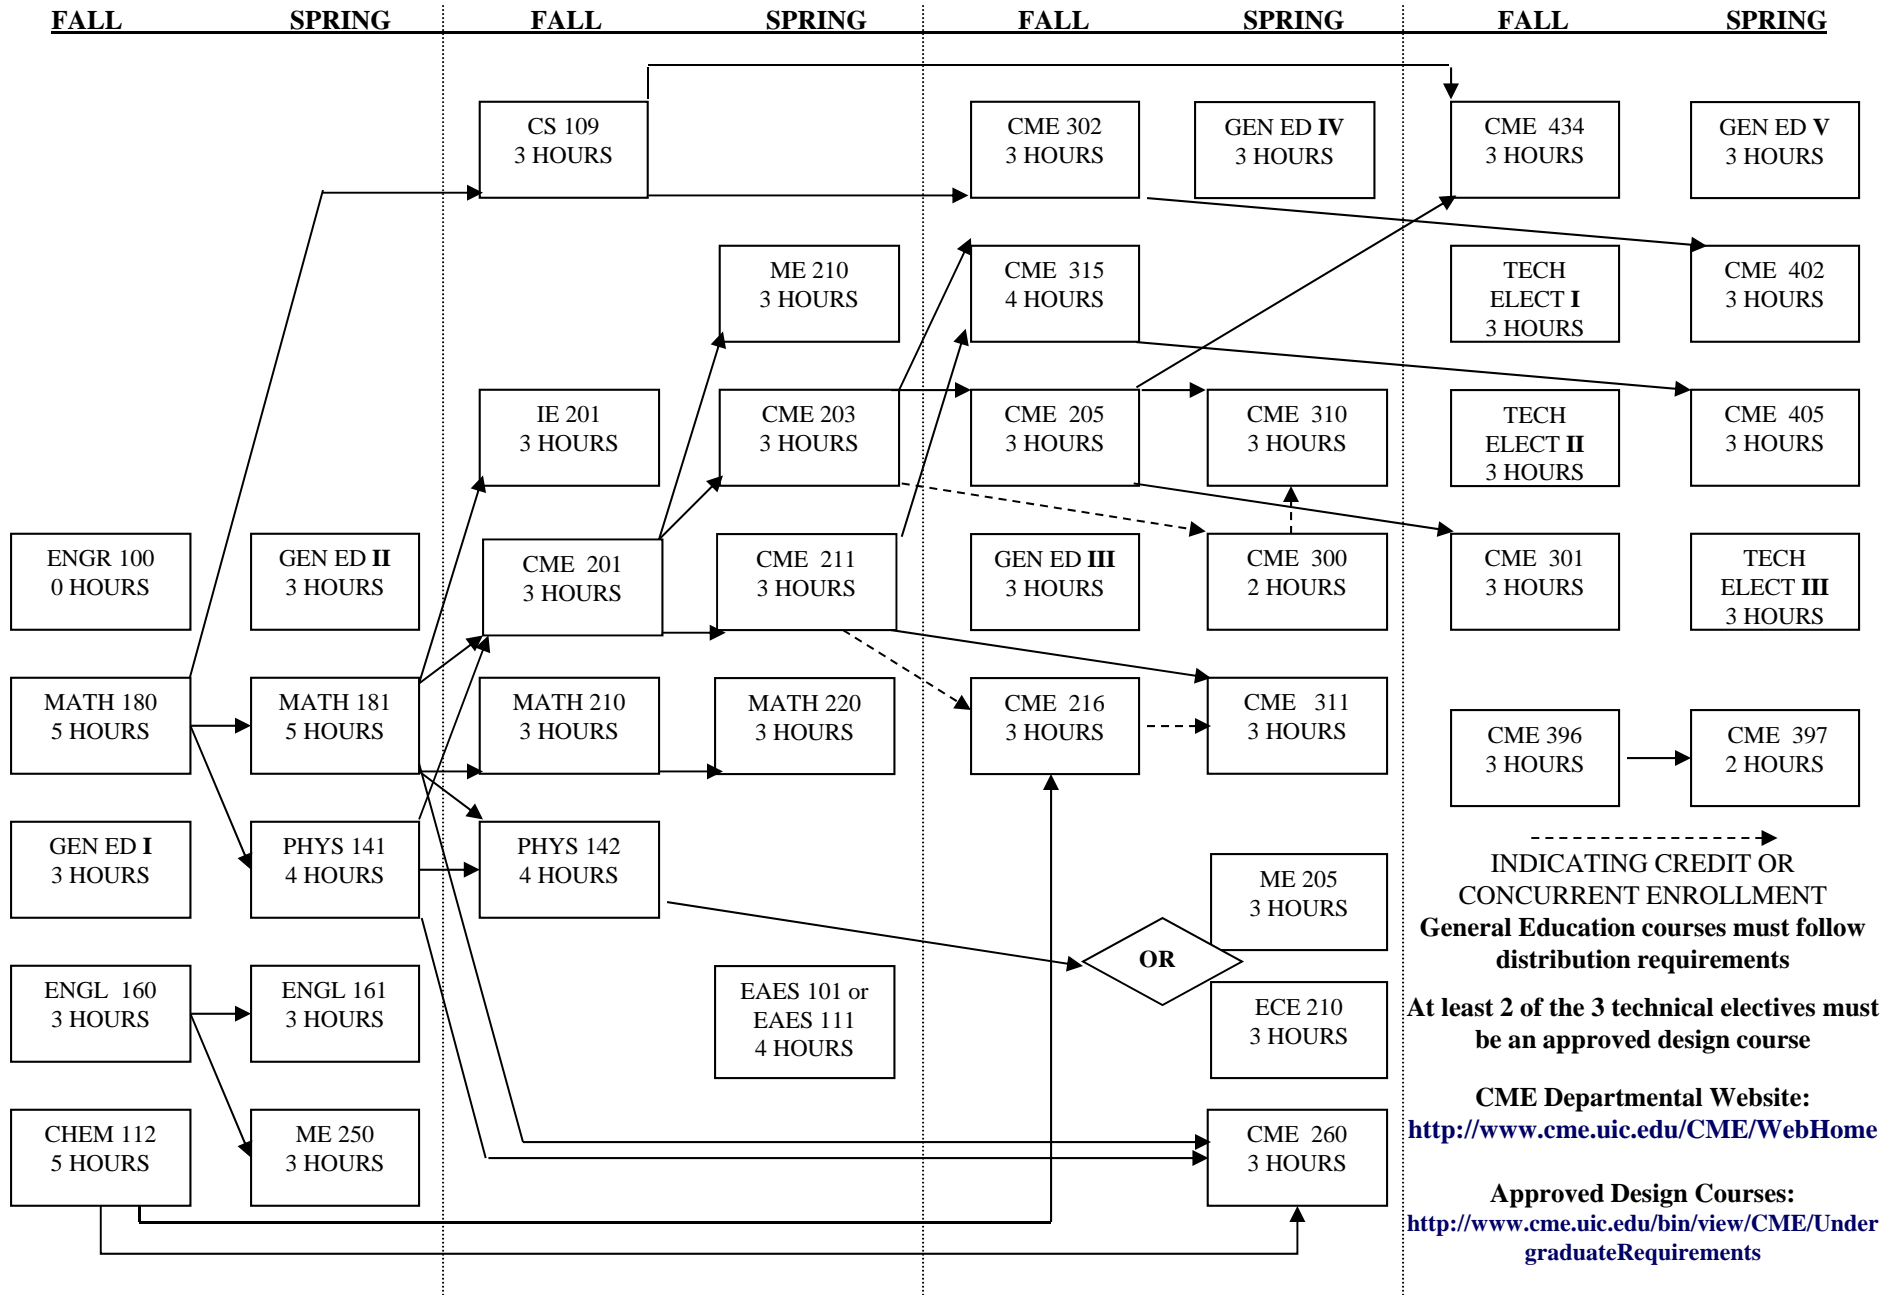 FALL SPRING FALL SPRING FALL SPRING FALL SPRING
CS 109
3 HOURS
CME 302
3 HOURS
GEN ED IV
3 HOURS
CME 434
3 HOURS
GEN ED V
3 HOURS
ME 210
3 HOURS
CME 315
4 HOURS
TECH
ELECT I
3 HOURS
CME 402
3 HOURS
IE 201
3 HOURS
CME 203
3 HOURS
CME 205
3 HOURS
CME 310
3 HOURS
TECH
ELECT II
3 HOURS
CME 405
3 HOURS
ENGR 100
0 HOURS
GEN ED II
3 HOURS
CME 201
3 HOURS
CME 211
3 HOURS
GEN ED III
3 HOURS
CME 300
2 HOURS
CME 301
3 HOURS
TECH
ELECT III
3 HOURS
MATH 180
5 HOURS
MATH 181
5 HOURS
MATH 210
3 HOURS
MATH 220
3 HOURS
CME 216
3 HOURS
CME 311
3 HOURS
CME 396
3 HOURS
CME 397
2 HOURS
GEN ED I
3 HOURS
PHYS 141
4 HOURS
PHYS 142
4 HOURS
ME 205
3 HOURS
OR
ECE 210
3 HOURS
INDICATING CREDIT OR
CONCURRENT ENROLLMENT
General Education courses must follow
distribution requirements
ENGL 160
3 HOURS
ENGL 161
3 HOURS
EAES 101 or
EAES 111
4 HOURS
At least 2 of the 3 technical electives must
be an approved design course
CHEM 112
5 HOURS
ME 250
3 HOURS
CME 260
3 HOURS
CME Departmental Website:
http://www.cme.uic.edu/CME/WebHome
Approved Design Courses:
http://www.cme.uic.edu/bin/view/CME/Under
graduateRequirements